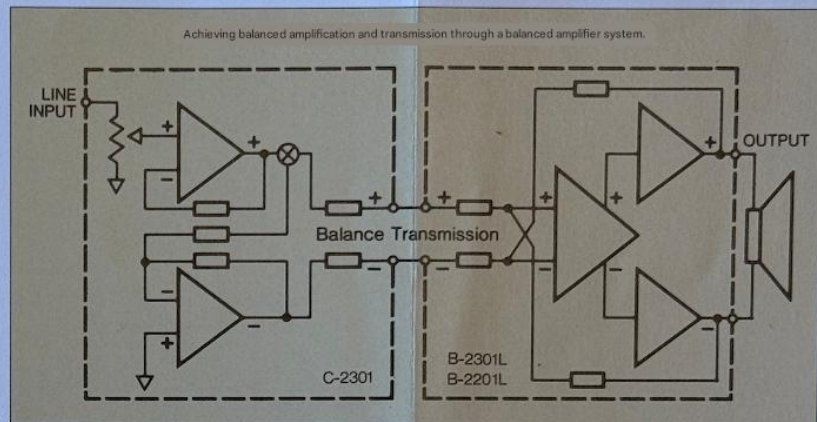 Achieving balanced amplification and transmission through a balanced amplifier system.
LINE
INPUT
+
−
+
−
+
−
+
−
Balance Transmission
C-2301
+
−
+
−
+
−
+
−
B-2301L
B-2201L
OUTPUT